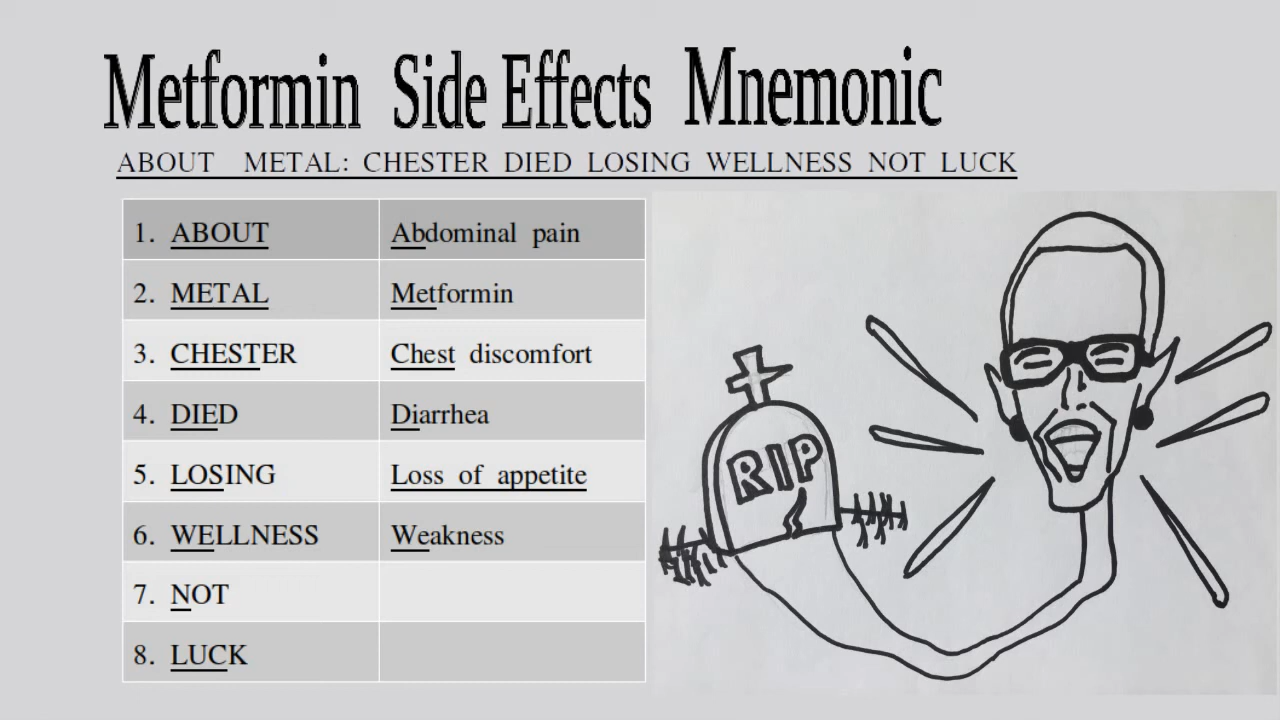 Metformin Side Effects Mnemonic
ABOUT METAL: CHESTER DIED LOSING WELLNESS NOT LUCK
1. ABOUT Abdominal pain
2. METAL Metformin
3. CHESTER Chest discomfort
4. DIED Diarrhea
5. LOSING Loss of appetite
6. WELLNESS Weakness
7. NOT
8. LUCK
RIP